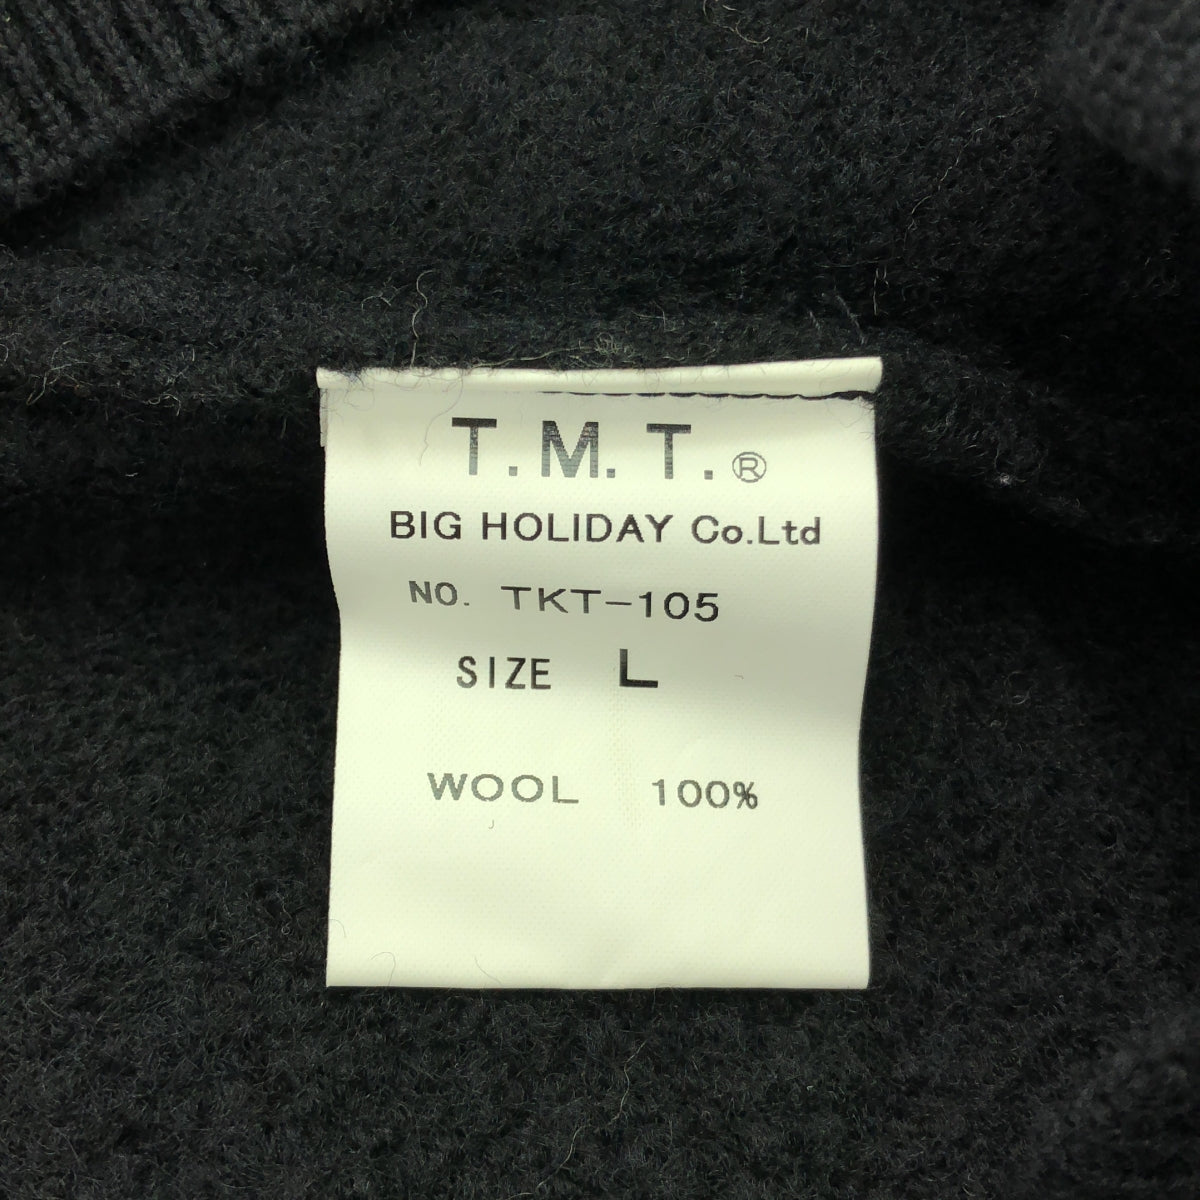 T.M.T.®
BIG HOLIDAY Co.Ltd
NO. TKT-105
SIZE L
WOOL 100%